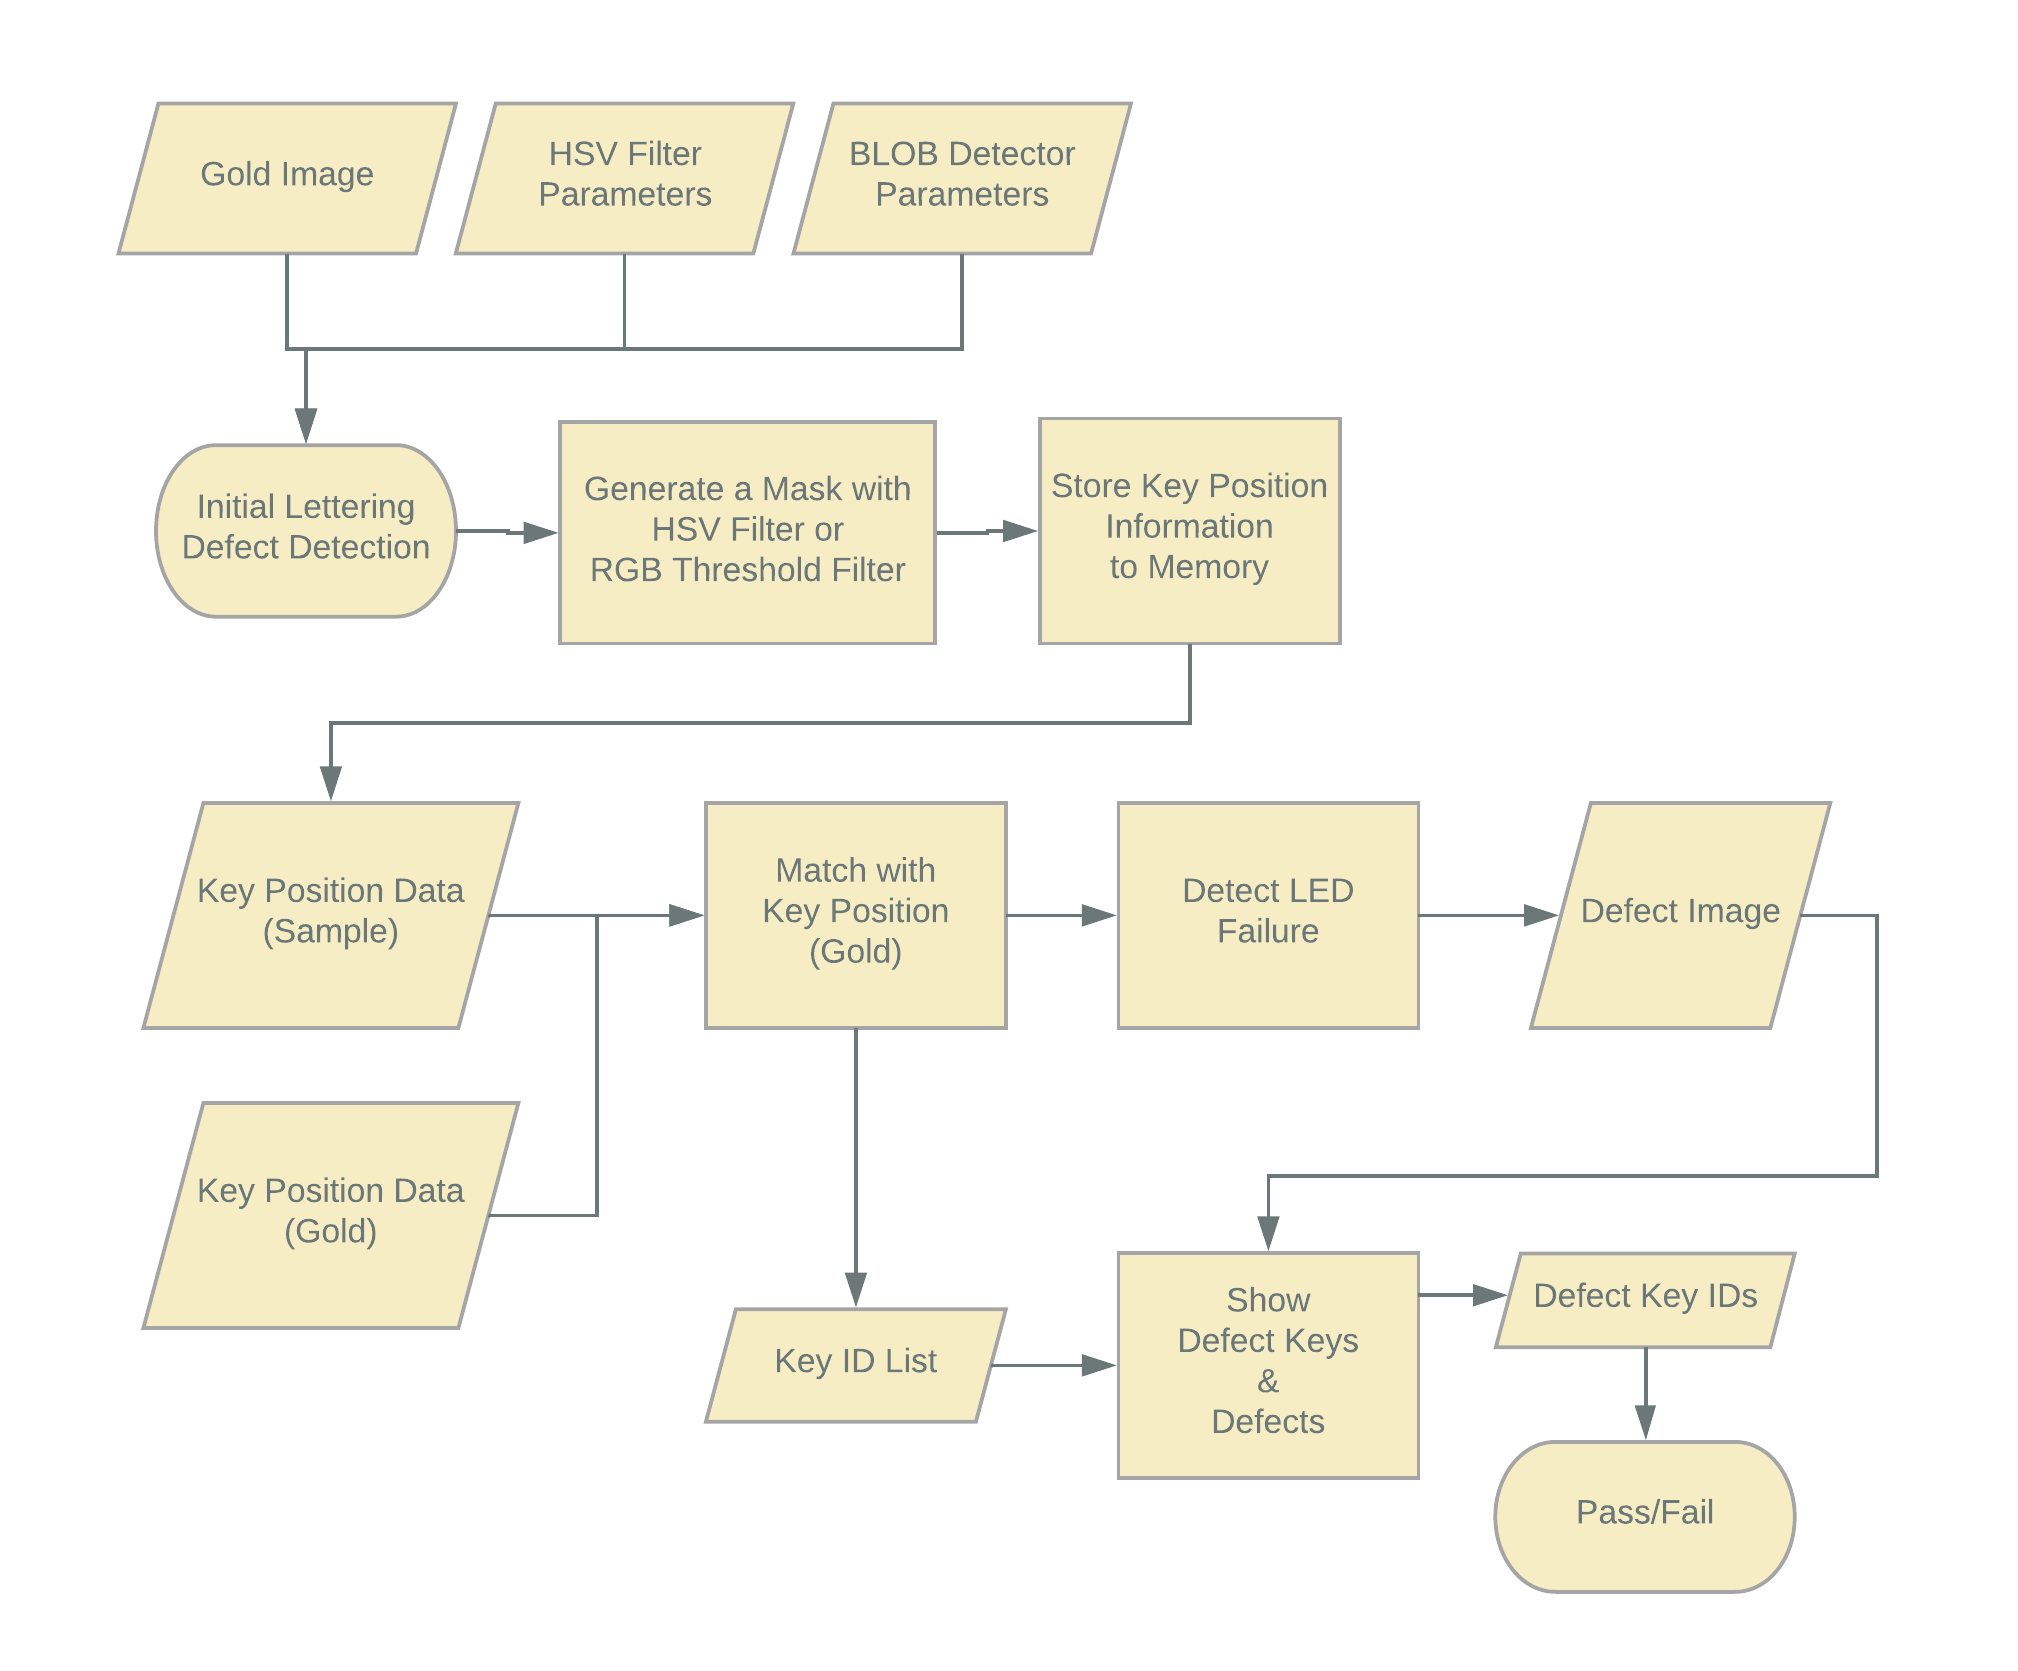 Gold Image
HSV Filter
Parameters
BLOB Detector
Parameters
Initial Lettering
Defect Detection
Generate a Mask with
HSV Filter or
RGB Threshold Filter
Store Key Position
Information
to Memory
Key Position Data
(Sample)
Match with
Key Position
(Gold)
Detect LED
Failure
Defect Image
Key Position Data
(Gold)
Key ID List
Show
Defect Keys
&
Defects
Defect Key IDs
Pass/Fail